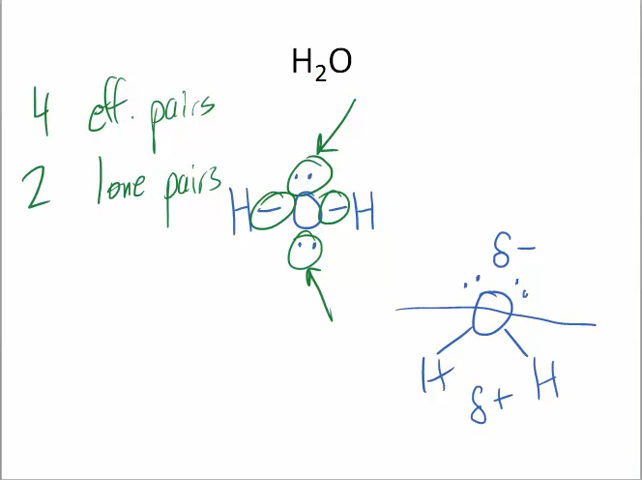 H₂O
4 eff. pairs
2 lone pairs
H–O–H
δ–
O
H H
δ+